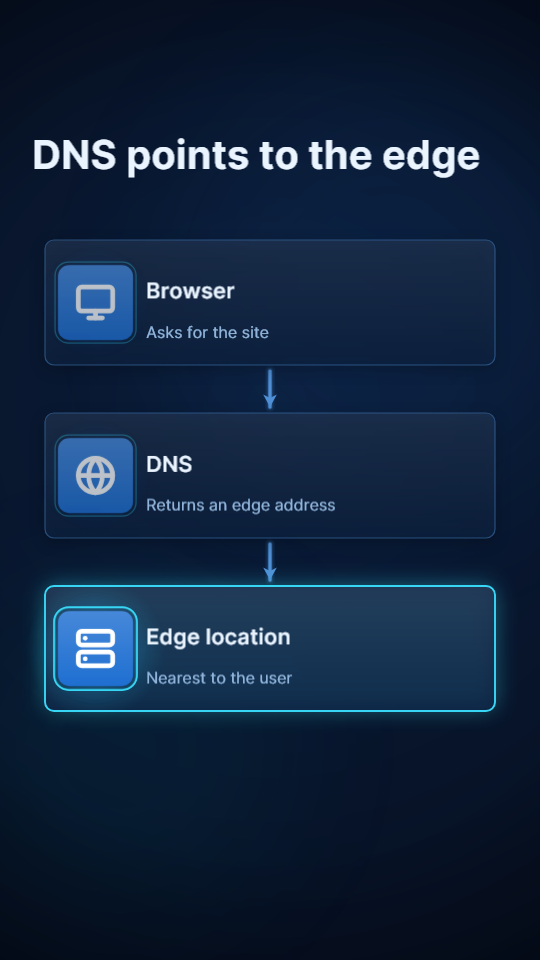 DNS points to the edge
Browser
Asks for the site
DNS
Returns an edge address
Edge location
Nearest to the user